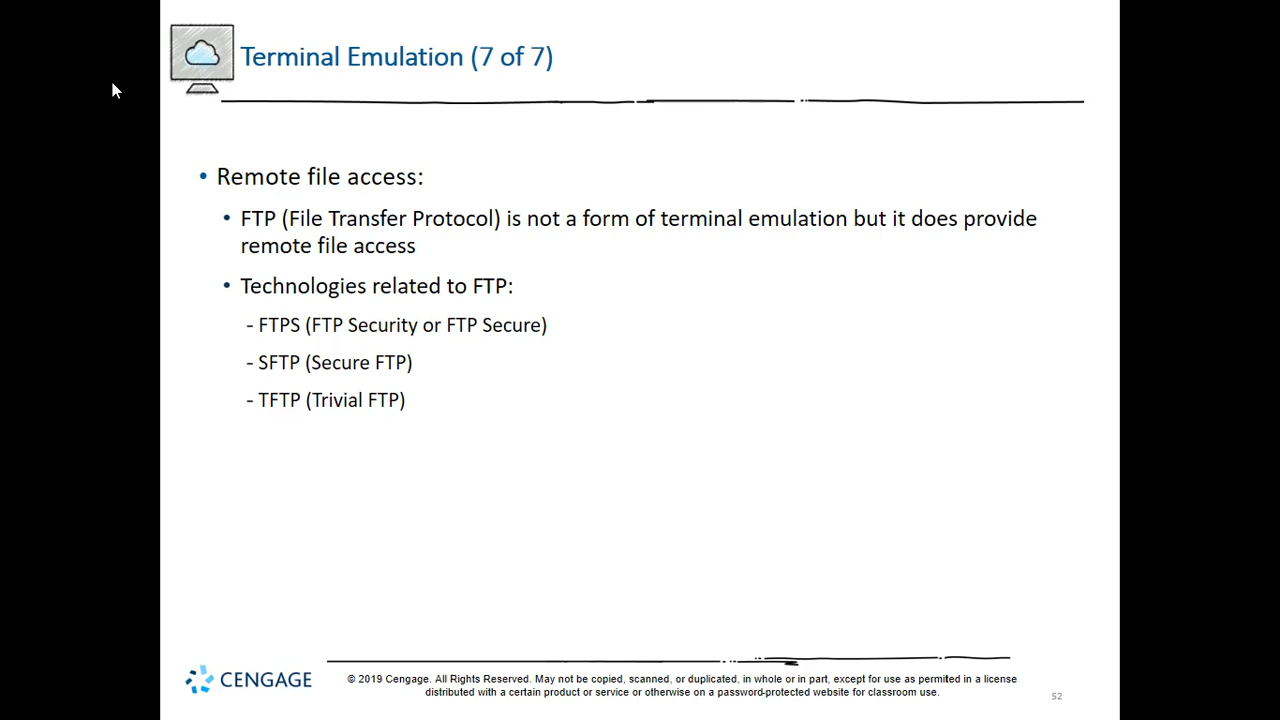 Terminal Emulation (7 of 7)
• Remote file access:
• FTP (File Transfer Protocol) is not a form of terminal emulation but it does provide
remote file access
• Technologies related to FTP:
- FTPS (FTP Security or FTP Secure)
- SFTP (Secure FTP)
- TFTP (Trivial FTP)
CENGAGE
© 2019 Cengage. All Rights Reserved. May not be copied, scanned, or duplicated, in whole or in part, except for use as permitted in a license
distributed with a certain product or service or otherwise on a password-protected website for classroom use.
52